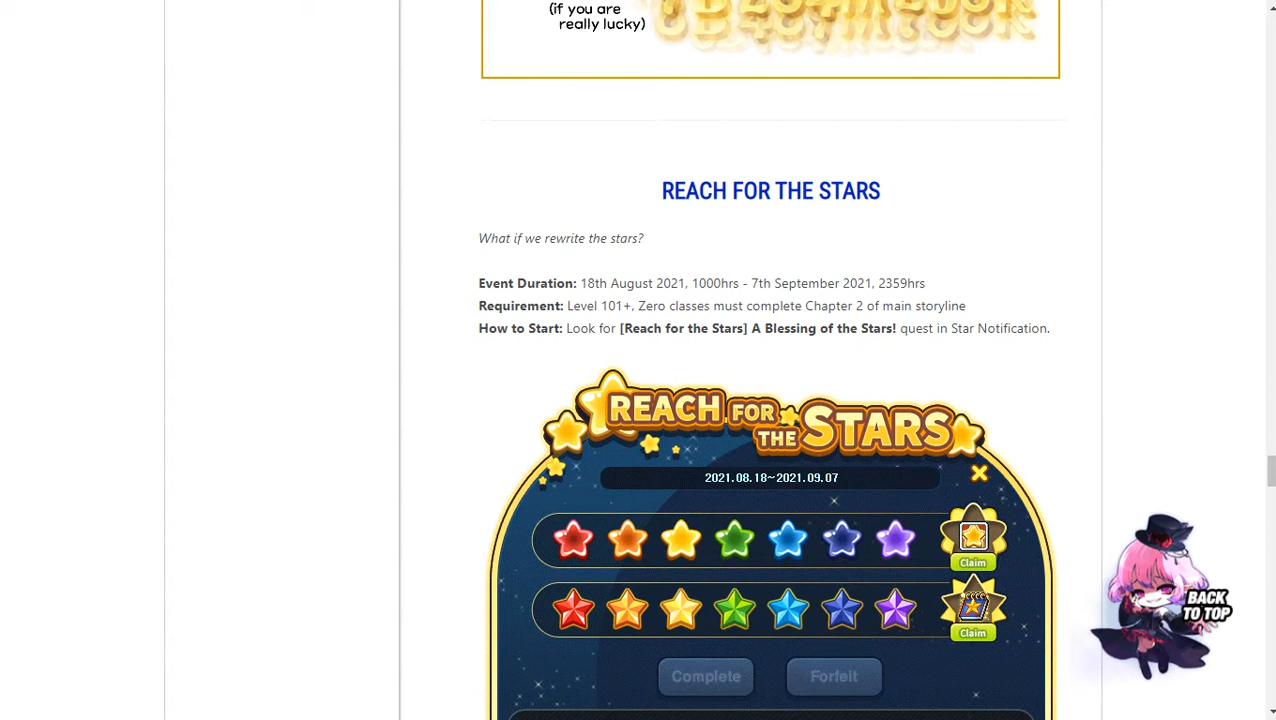 (if you are
really lucky)
REACH FOR THE STARS
What if we rewrite the stars?
Event Duration: 18th August 2021, 1000hrs - 7th September 2021, 2359hrs
Requirement: Level 101+, Zero classes must complete Chapter 2 of main storyline
How to Start: Look for [Reach for the Stars] A Blessing of the Stars! quest in Star Notification.
REACH FOR THE STARS
2021.08.18~2021.09.07
Claim
Claim
Complete Forfeit
BACK
TO TOP